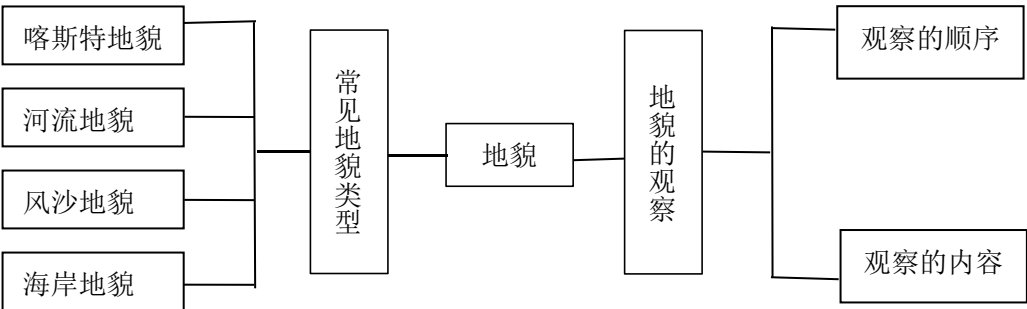 喀斯特地貌
河流地貌
风沙地貌
海岸地貌
常见地貌类型
地貌
地貌的观察
观察的顺序
观察的内容